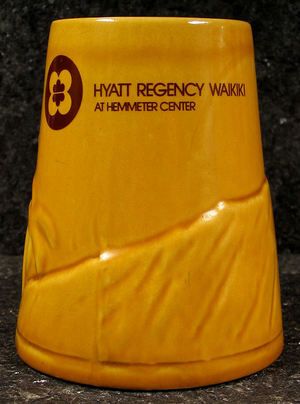 HYATT REGENCY WAIKIKI
AT HEMMETER CENTER